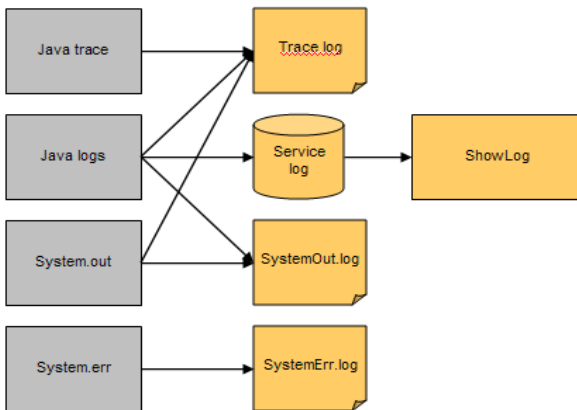 Java trace
Trace.log
Java logs
Service
log
ShowLog
System.out
SystemOut.log
System.err
SystemErr.log